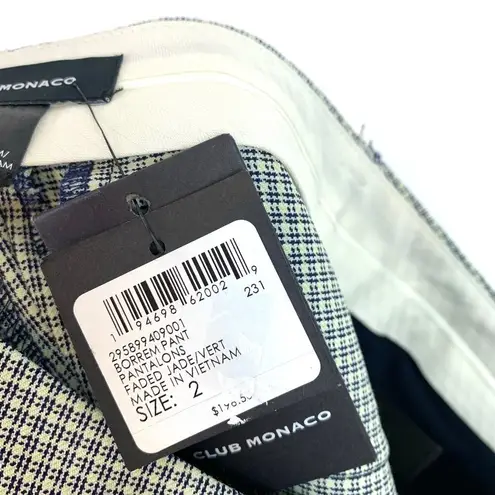 MONACO
1 94698 62002 9
231
295899409001
BORREN PANT
PANTALONS
FADED JADE/VERT
MADE IN VIETNAM
SIZE: 2
CLUB MONACO